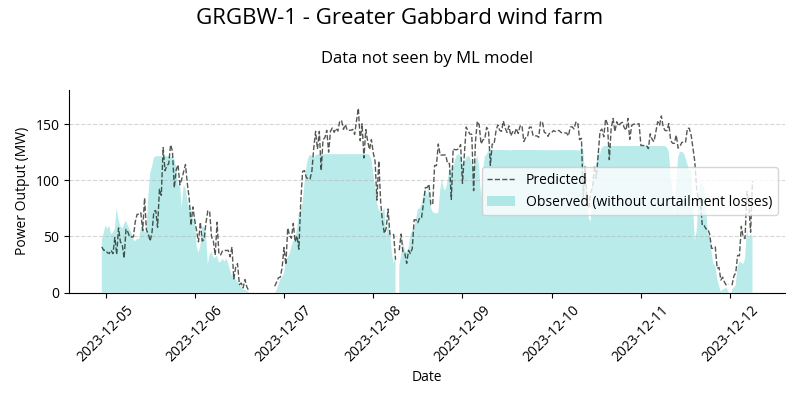 GRGBW-1 - Greater Gabbard wind farm
Data not seen by ML model
Power Output (MW)
150
100
50
0
Predicted
Observed (without curtailment losses)
2023-12-05
2023-12-06
2023-12-07
2023-12-08
2023-12-09
2023-12-10
2023-12-11
2023-12-12
Date